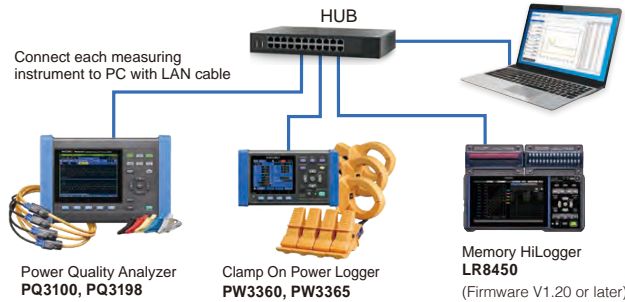 HUB
Connect each measuring
instrument to PC with LAN cable
Power Quality Analyzer
PQ3100, PQ3198
Clamp On Power Logger
PW3360, PW3365
Memory HiLogger
LR8450
(Firmware V1.20 or later)